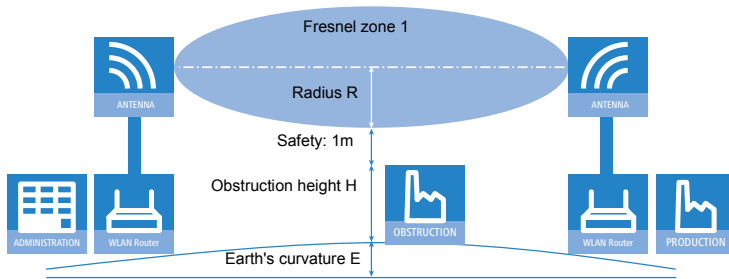 Fresnel zone 1
ANTENNA
ANTENNA
Radius R
Safety: 1m
Obstruction height H
OBSTRUCTION
ADMINISTRATION
WLAN Router
WLAN Router
PRODUCTION
Earth's curvature E